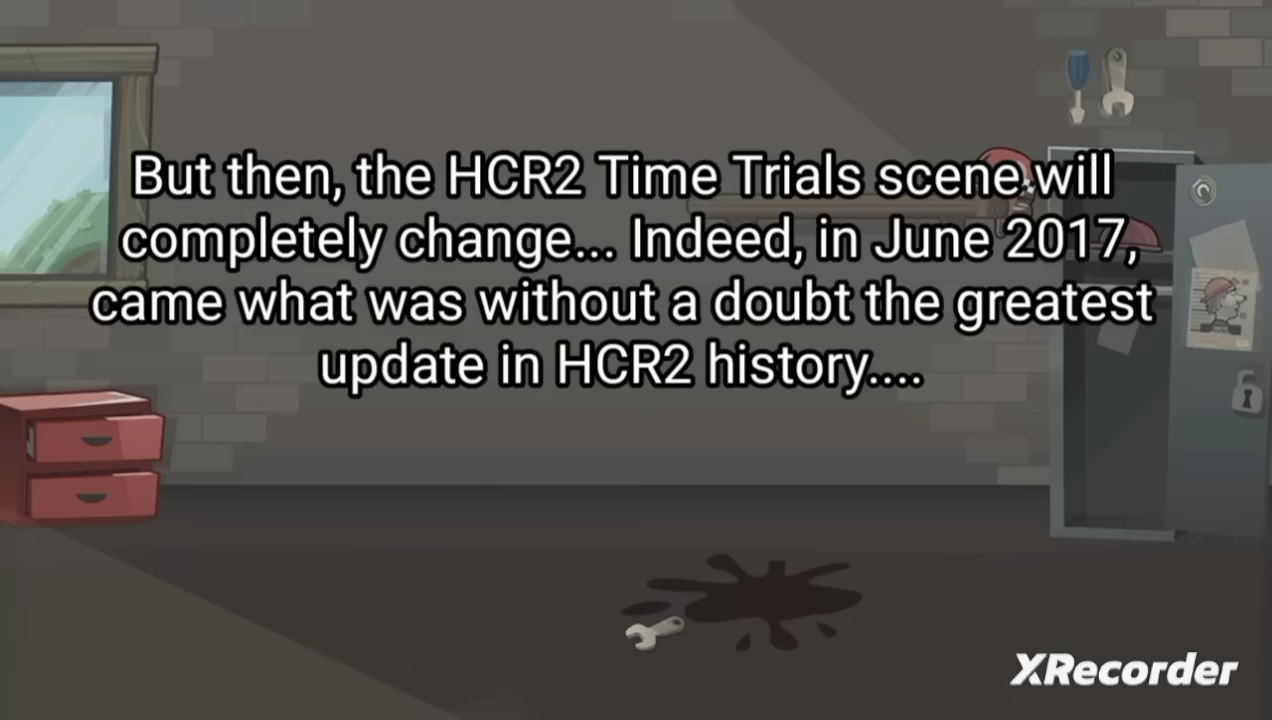 But then, the HCR2 Time Trials scene will
completely change... Indeed, in June 2017,
came what was without a doubt the greatest
update in HCR2 history....
XRecorder